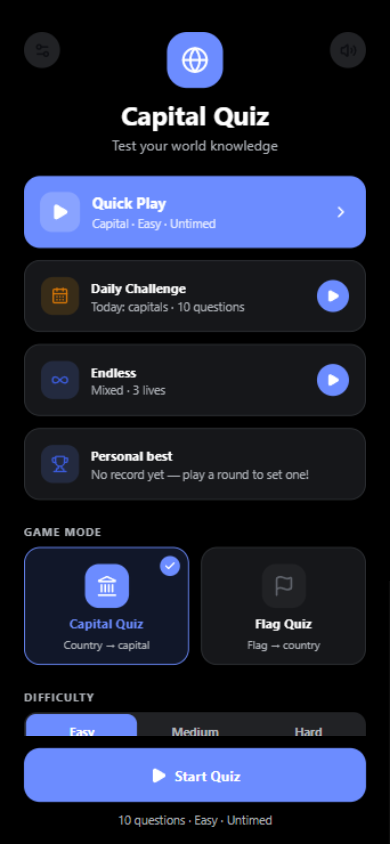 Capital Quiz
Test your world knowledge
Quick Play
Capital · Easy · Untimed
Daily Challenge
Today: capitals · 10 questions
Endless
Mixed · 3 lives
Personal best
No record yet — play a round to set one!
GAME MODE
Capital Quiz
Country → capital
Flag Quiz
Flag → country
DIFFICULTY
Easy
Medium
Hard
Start Quiz
10 questions · Easy · Untimed